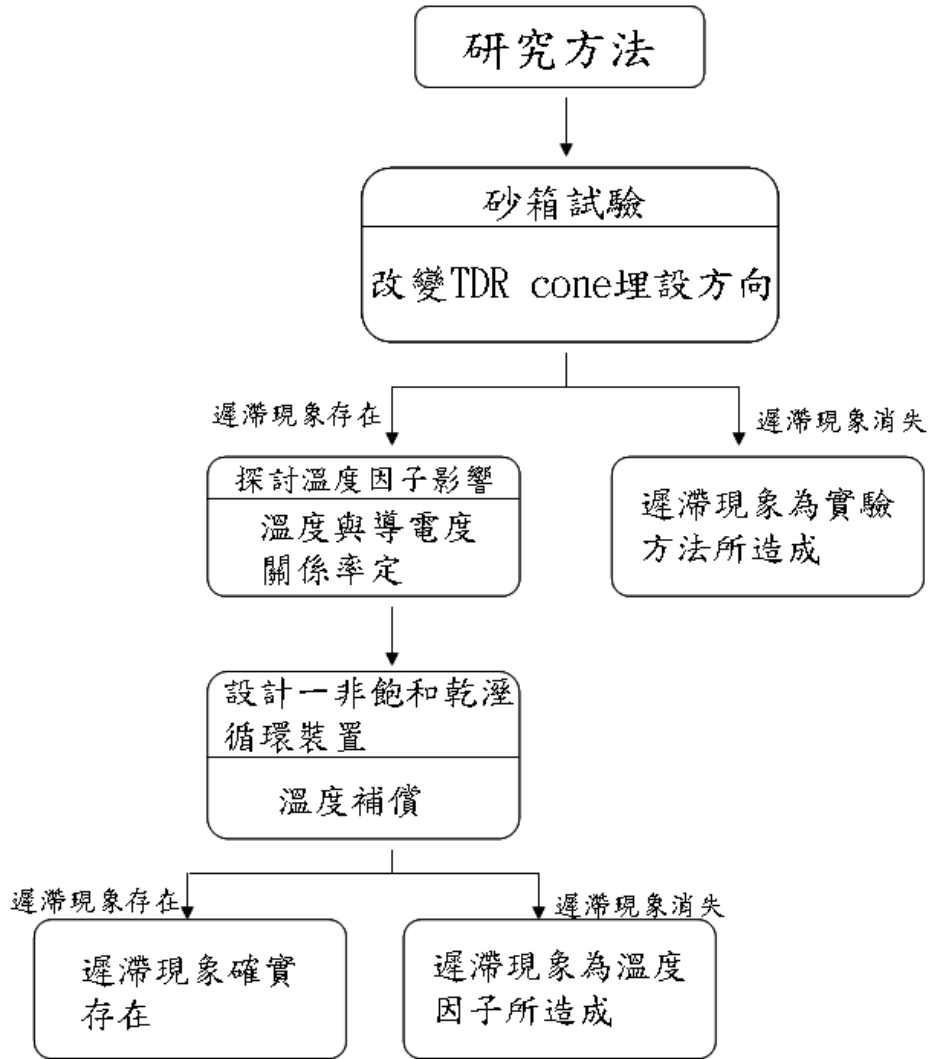 研究方法
砂箱試驗
改變TDR cone埋設方向
遲滯現象存在
遲滯現象消失
探討溫度因子影響
溫度與導電度
關係率定
遲滯現象為實驗
方法所造成
設計一非飽和乾溼
循環裝置
溫度補償
遲滯現象存在
遲滯現象消失
遲滯現象確實
存在
遲滯現象為溫度
因子所造成